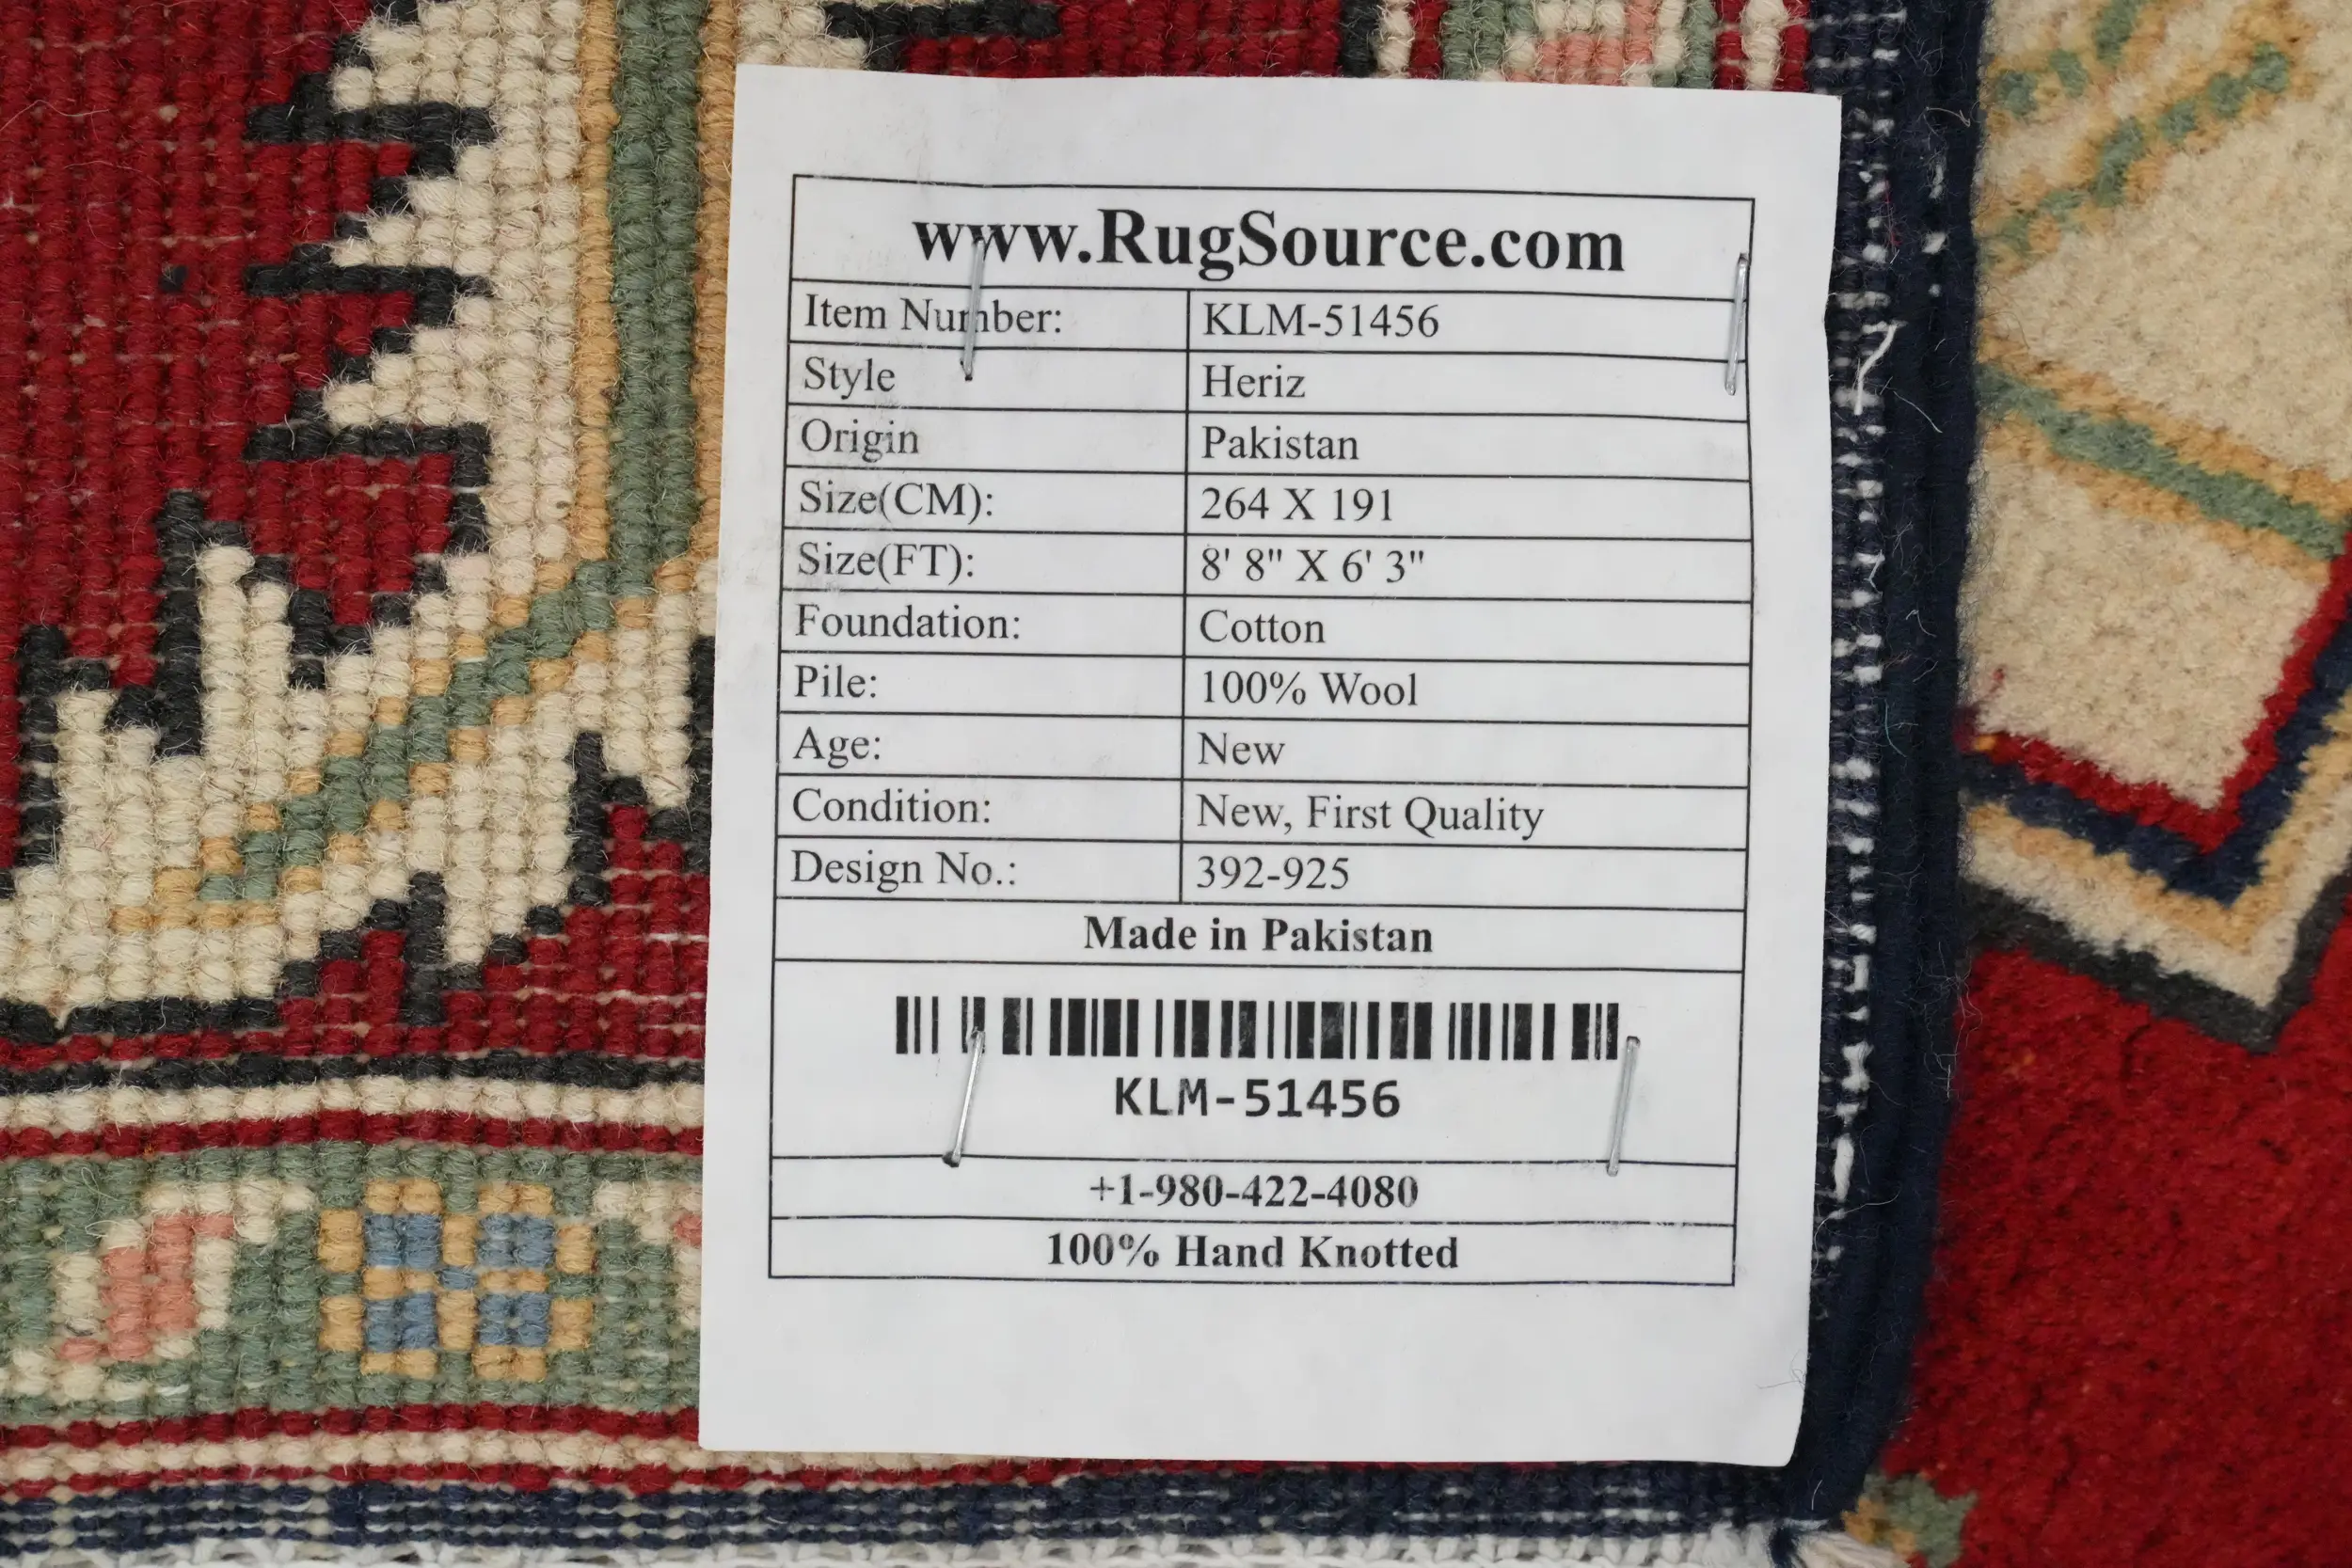 www.RugSource.com
Item Number: KLM-51456
Style Heriz
Origin Pakistan
Size(CM): 264 X 191
Size(FT): 8' 8" X 6' 3"
Foundation: Cotton
Pile: 100% Wool
Age: New
Condition: New, First Quality
Design No.: 392-925
Made in Pakistan
KLM-51456
+1-980-422-4080
100% Hand Knotted